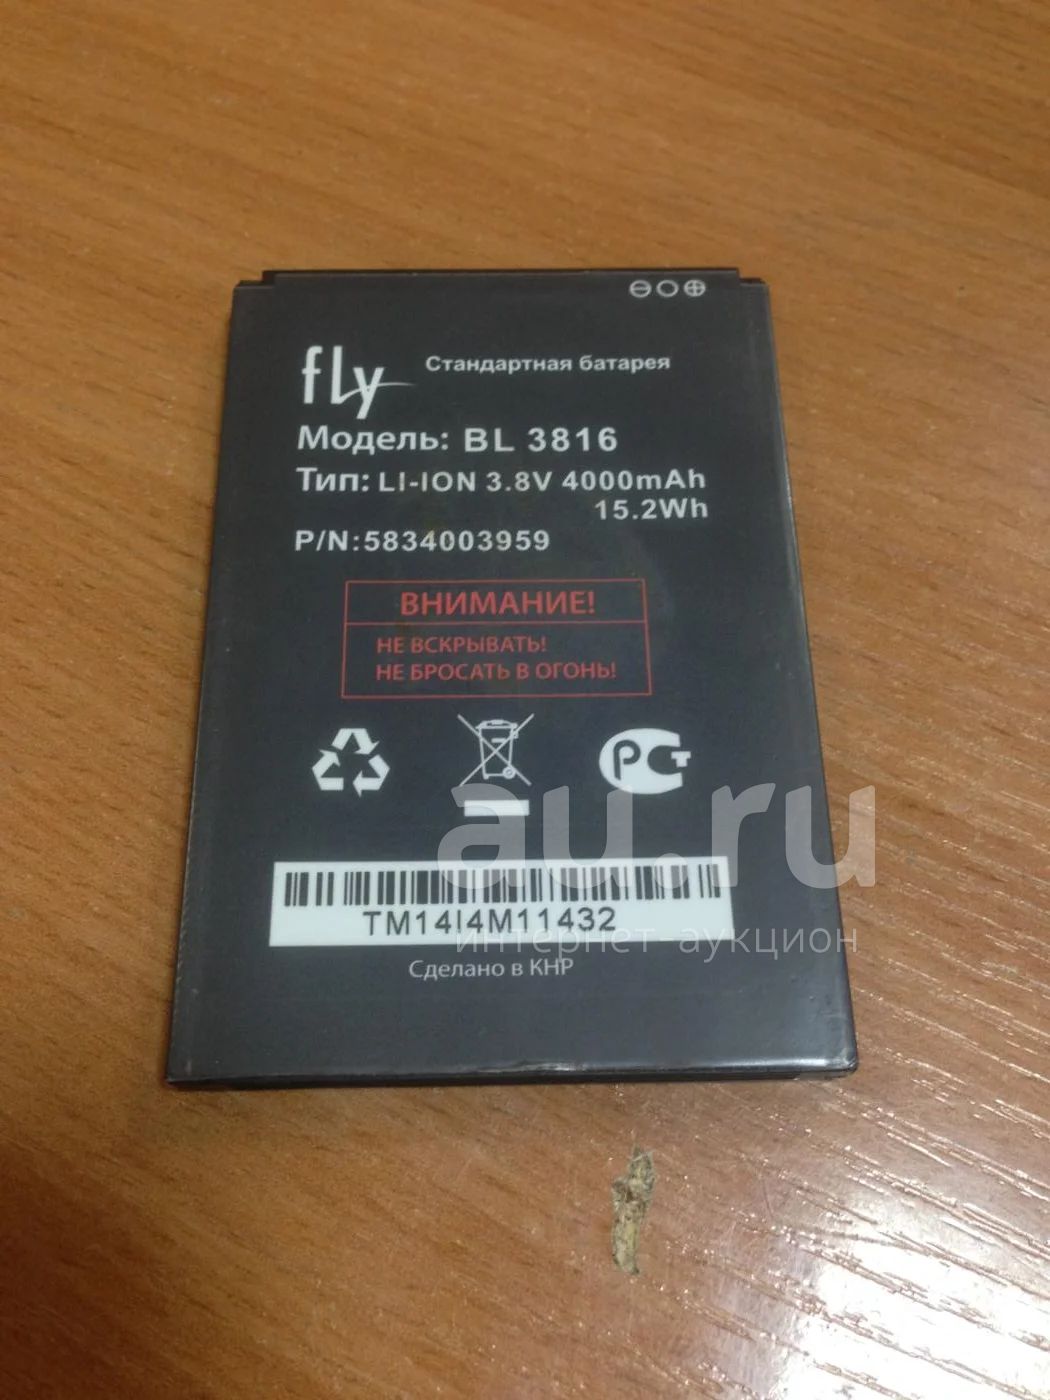 fly Стандартная батарея
Модель: BL 3816
Тип: LI-ION 3.8V 4000mAh
15.2Wh
P/N:5834003959
ВНИМАНИЕ!
НЕ ВСКРЫВАТЬ!
НЕ БРОСАТЬ В ОГОНЬ!
РСТ
au.ru
TM14I4M11432
интернет аукцион
Сделано в КНР